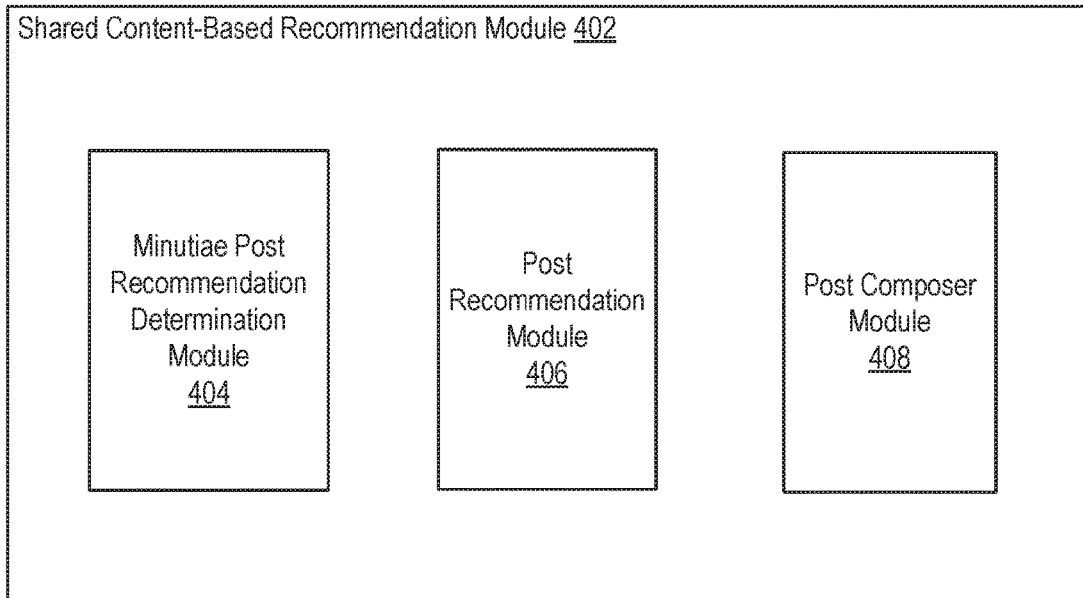 Shared Content-Based Recommendation Module 402
Minutiae Post
Recommendation
Determination
Module
404
Post
Recommendation
Module
406
Post Composer
Module
408